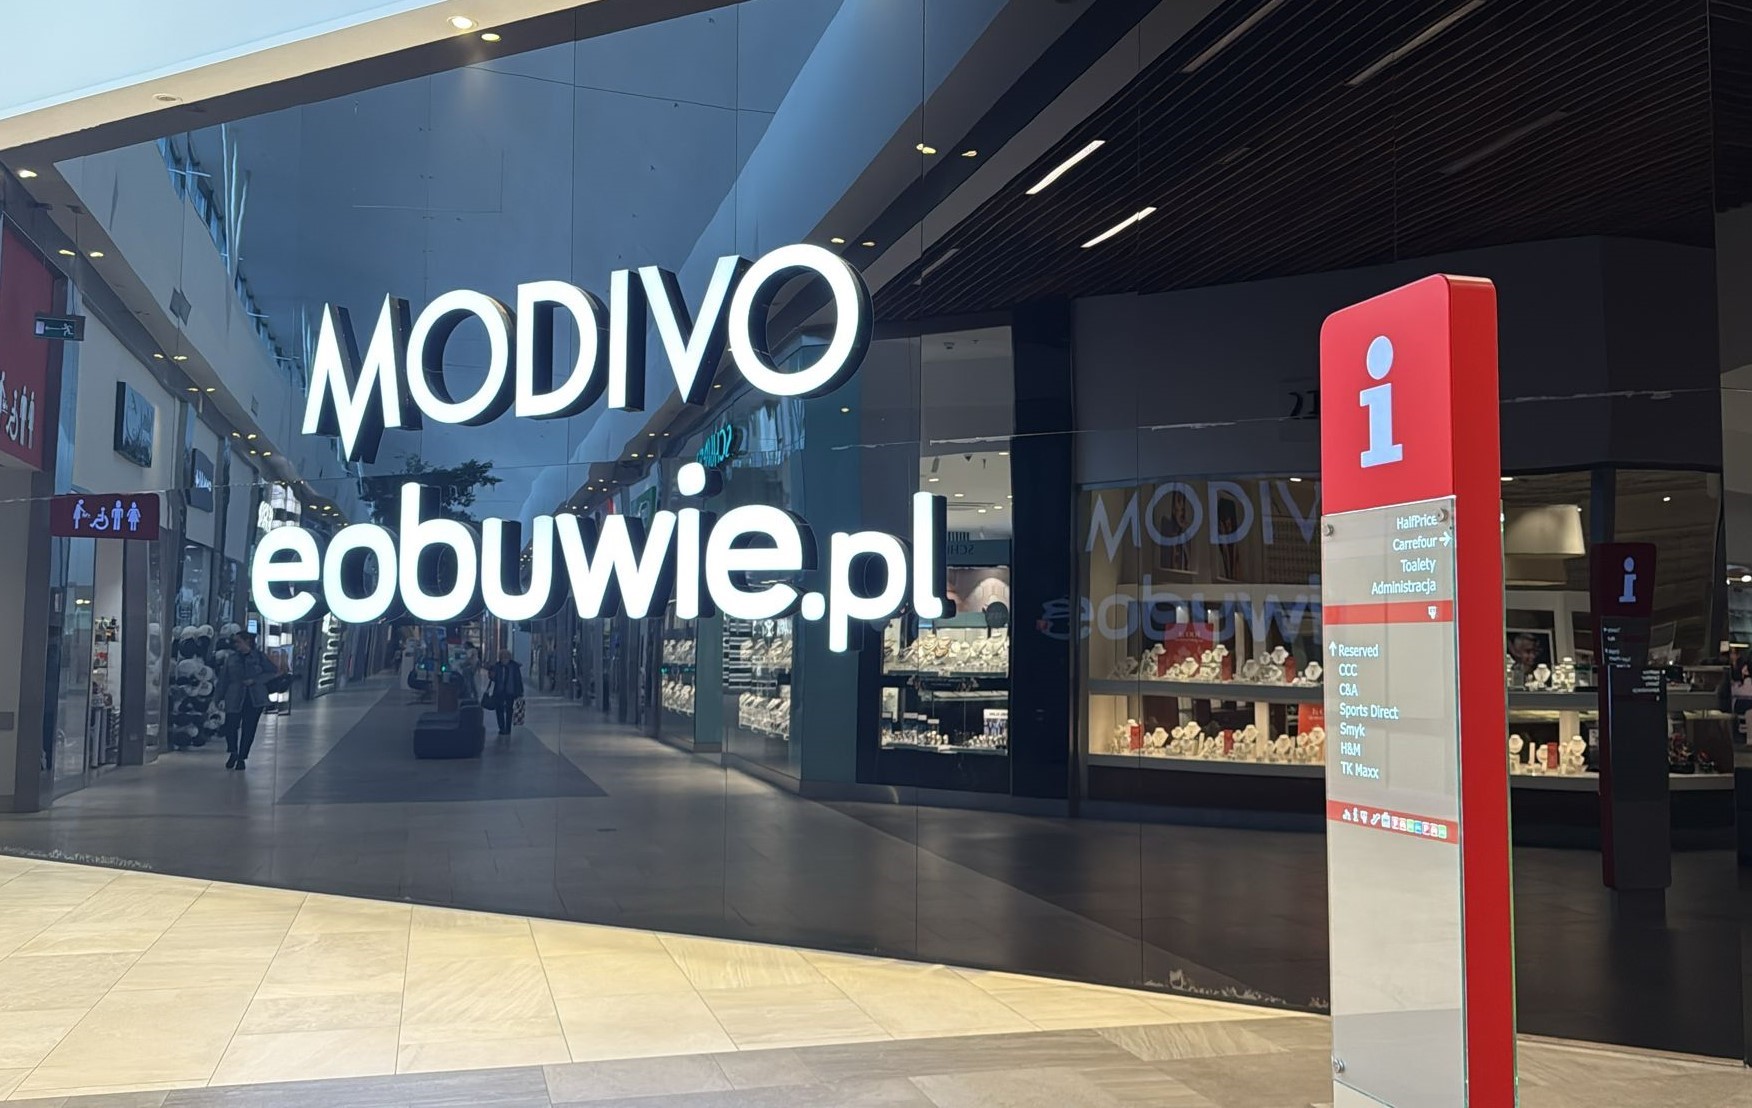 MODIVO
eobuwie.pl
i
HalfPrice
Carrefour →
Toalety
Administracja
↑ Reserved
CCC
C&A
Sports Direct
Smyk
H&M
TK Maxx